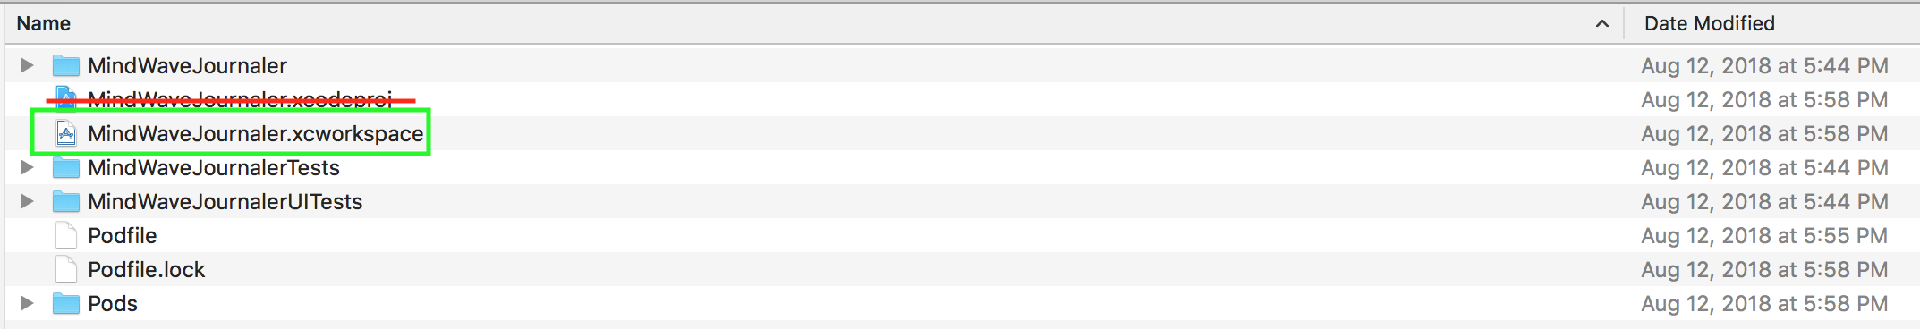 Name Date Modified
MindWaveJournaler Aug 12, 2018 at 5:44 PM
MindWaveJournaler.xcodeproj Aug 12, 2018 at 5:58 PM
MindWaveJournaler.xcworkspace Aug 12, 2018 at 5:58 PM
MindWaveJournalerTests Aug 12, 2018 at 5:44 PM
MindWaveJournalerUITests Aug 12, 2018 at 5:44 PM
Podfile Aug 12, 2018 at 5:55 PM
Podfile.lock Aug 12, 2018 at 5:58 PM
Pods Aug 12, 2018 at 5:58 PM